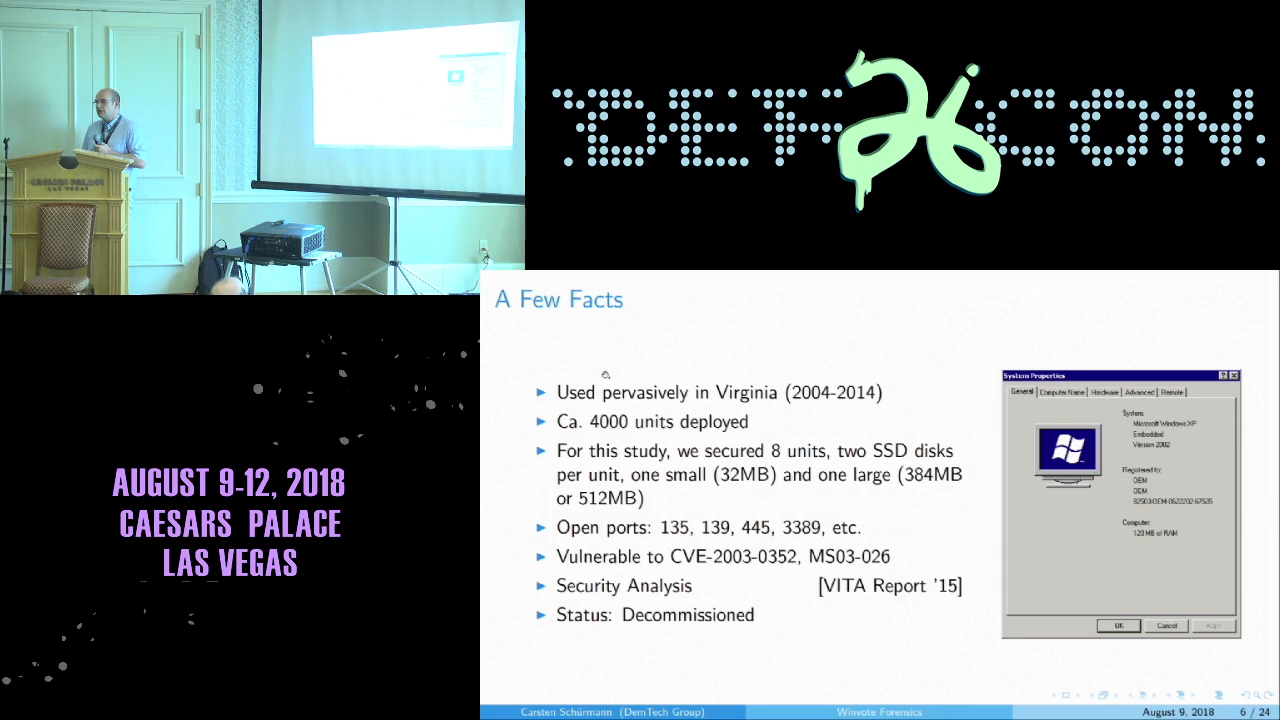 CAESARS PALACE
LAS VEGAS
DEF 26 CON
AUGUST 9-12, 2018
CAESARS PALACE
LAS VEGAS
A Few Facts
Used pervasively in Virginia (2004-2014)
Ca. 4000 units deployed
For this study, we secured 8 units, two SSD disks
per unit, one small (32MB) and one large (384MB
or 512MB)
Open ports: 135, 139, 445, 3389, etc.
Vulnerable to CVE-2003-0352, MS03-026
Security Analysis [VITA Report '15]
Status: Decommissioned
System Properties
General Computer Name Hardware Advanced Remote
System:
Microsoft Windows XP
Embedded
Version 2002
Registered to:
OEM
OEM
Computer:
OK Cancel Apply
Carsten Schürmann (DemTech Group) Winvote Forensics August 9, 2018 6 / 24